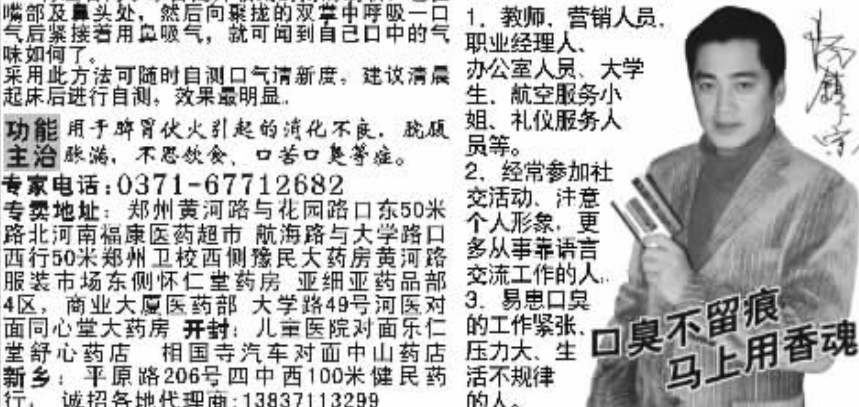 嘴部及鼻头处，然后向聚拢的双掌中呼吸一口
气后紧接着用鼻吸气，就可闻到自己口中的气
味如何了。
采用此方法可随时自测口气清新度，建议清晨
起床后进行自测，效果最明显。
功能主治 用于脾胃伏火引起的消化不良，脘腹
胀满，不思饮食、口苦口臭等症。
专家电话：0371-67712682
专卖地址：郑州黄河路与花园路口东50米
路北河南福康医药超市 航海路与大学路口
西行50米郑州卫校西侧豫民大药房黄河路
服装市场东侧怀仁堂药房 亚细亚药品部
4区，商业大厦医药部 大学路49号河医对
面同心堂大药房 开封：儿童医院对面乐仁
堂舒心药店 相国寺汽车对面中山药店
新乡：平原路206号四中西100米健民药
行， 诚招各地代理商：13837113299
1、教师、营销人员、
职业经理人、
办公室人员、大学
生、航空服务小
姐、礼仪服务人
员等。
2、经常参加社
交活动、注意
个人形象，更
多从事靠语言
交流工作的人。
3、易患口臭
的工作紧张、
压力大、生
活不规律
的人。
口臭不留痕
马上用香魂